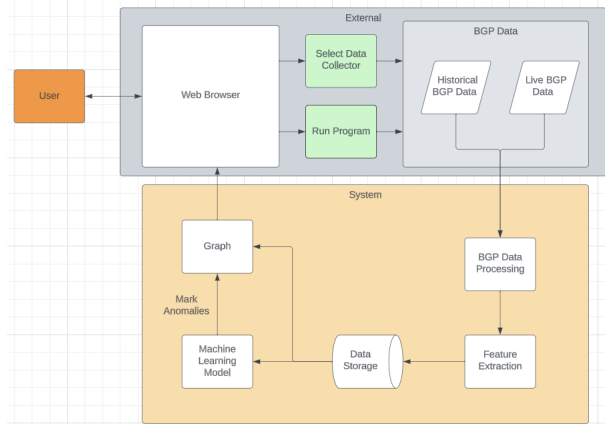 External
BGP Data
User
Web Browser
Select Data
Collector
Run Program
Historical
BGP Data
Live BGP
Data
System
Graph
BGP Data
Processing
Mark
Anomalies
Machine
Learning
Model
Data
Storage
Feature
Extraction